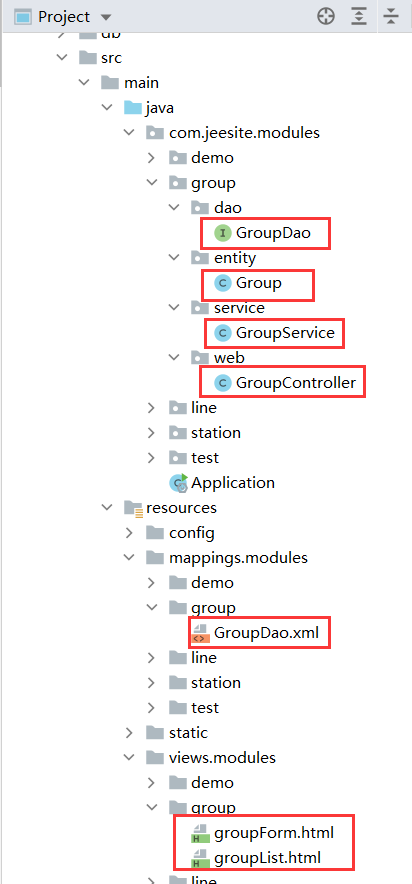 Project
db
src
main
java
com.jeesite.modules
demo
group
dao
GroupDao
entity
Group
service
GroupService
web
GroupController
line
station
test
Application
resources
config
mappings.modules
demo
group
GroupDao.xml
line
station
test
static
views.modules
demo
group
groupForm.html
groupList.html
line